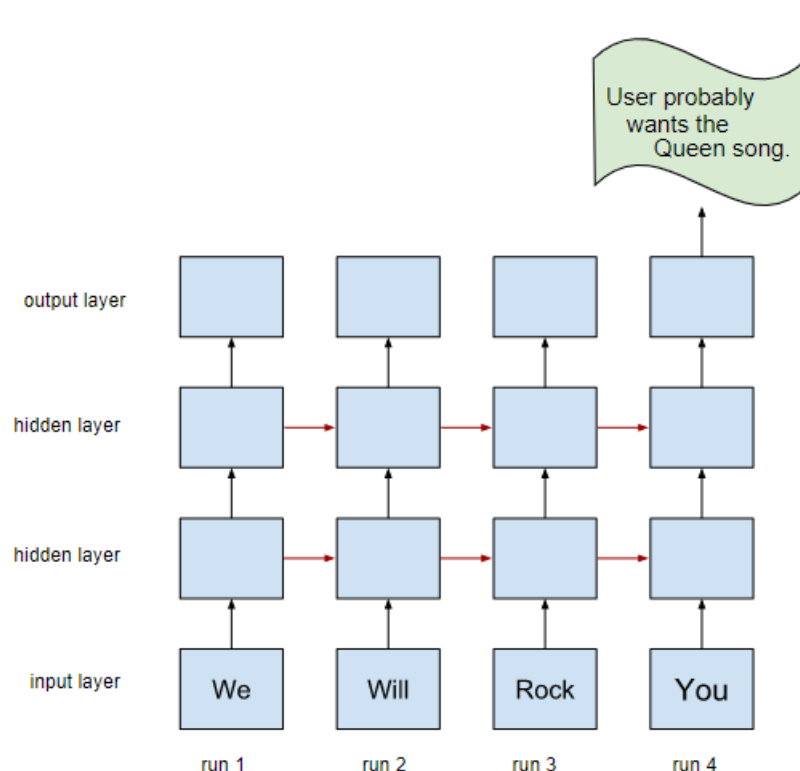 User probably
wants the
Queen song.
output layer
hidden layer
hidden layer
input layer
We Will Rock You
run 1 run 2 run 3 run 4